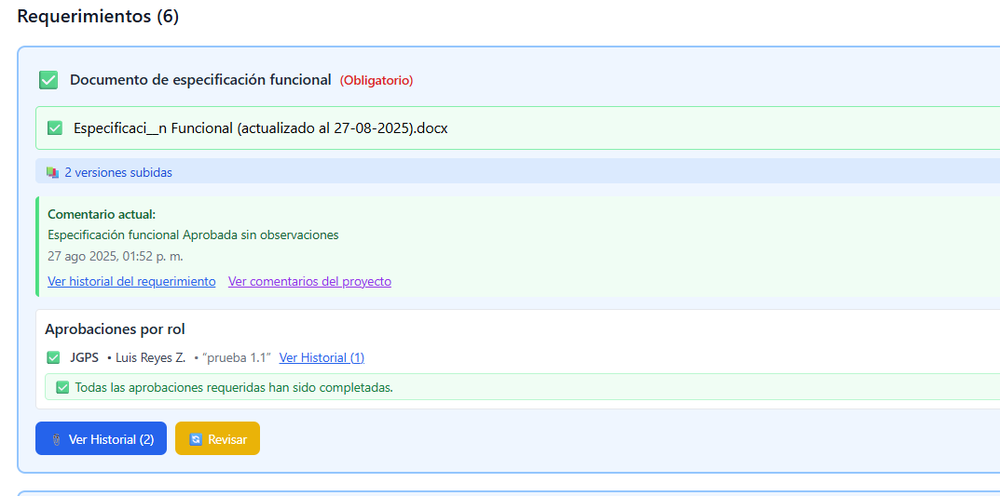 Requerimientos (6)
Documento de especificación funcional (Obligatorio)
Especificaci__n Funcional (actualizado al 27-08-2025).docx
2 versiones subidas
Comentario actual:
Especificación funcional Aprobada sin observaciones
27 ago 2025, 01:52 p. m.
Ver historial del requerimiento Ver comentarios del proyecto
Aprobaciones por rol
JGPS • Luis Reyes Z. • “prueba 1.1” Ver Historial (1)
Todas las aprobaciones requeridas han sido completadas.
Ver Historial (2) Revisar